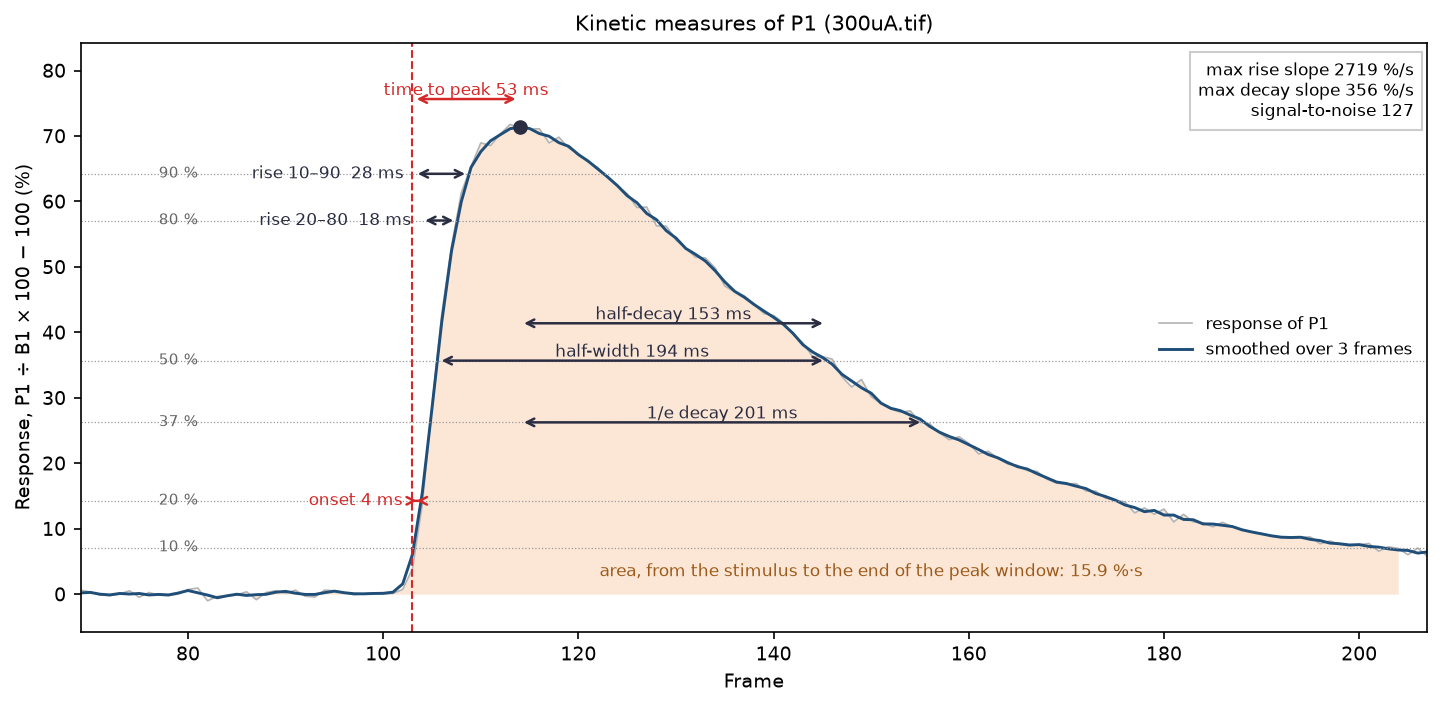 Kinetic measures of P1 (300uA.tif)
max rise slope 2719 %/s
max decay slope 356 %/s
signal-to-noise 127
time to peak 53 ms
90 %
rise 10–90  28 ms
80 %
rise 20–80  18 ms
half-decay 153 ms
response of P1
smoothed over 3 frames
half-width 194 ms
50 %
1/e decay 201 ms
37 %
onset 4 ms
20 %
10 %
area, from the stimulus to the end of the peak window: 15.9 %·s
Response, P1 ÷ B1 × 100 − 100 (%)
80
70
60
50
40
30
20
10
0
80
100
120
140
160
180
200
Frame